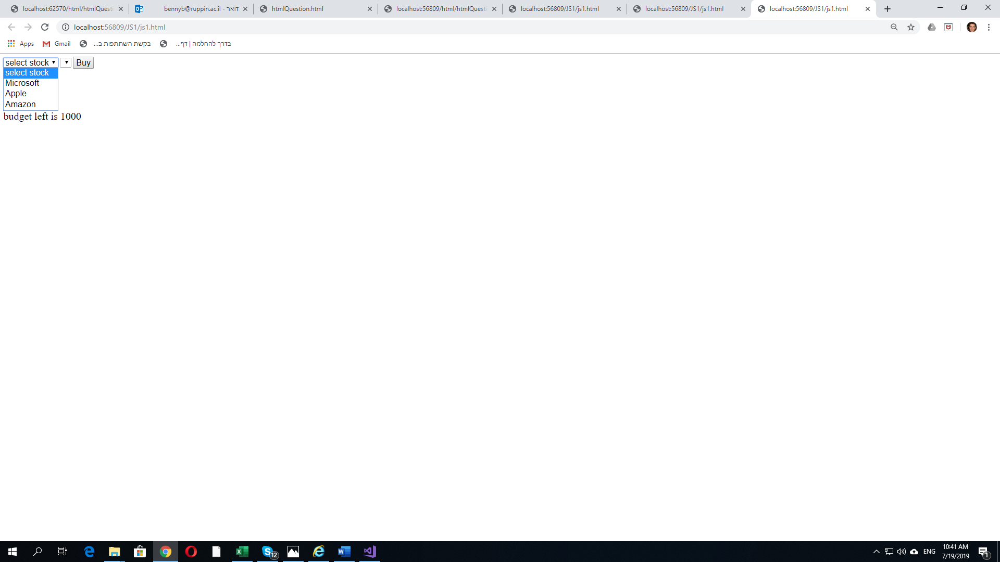 localhost:62570/html/htmlQuesti
bennyb@ruppin.ac.il - דואר
htmlQuestion.html
localhost:56809/html/htmlQuesti
localhost:56809/JS1/js1.html
localhost:56809/JS1/js1.html
localhost:56809/JS1/js1.html
localhost:56809/JS1/js1.html
Apps
Gmail
בקשת השתתפות ב...
בדרך להחלמה | דף...
select stock
Buy
select stock
Microsoft
Apple
Amazon
budget left is 1000
12
ENG
10:41 AM
7/19/2019
1